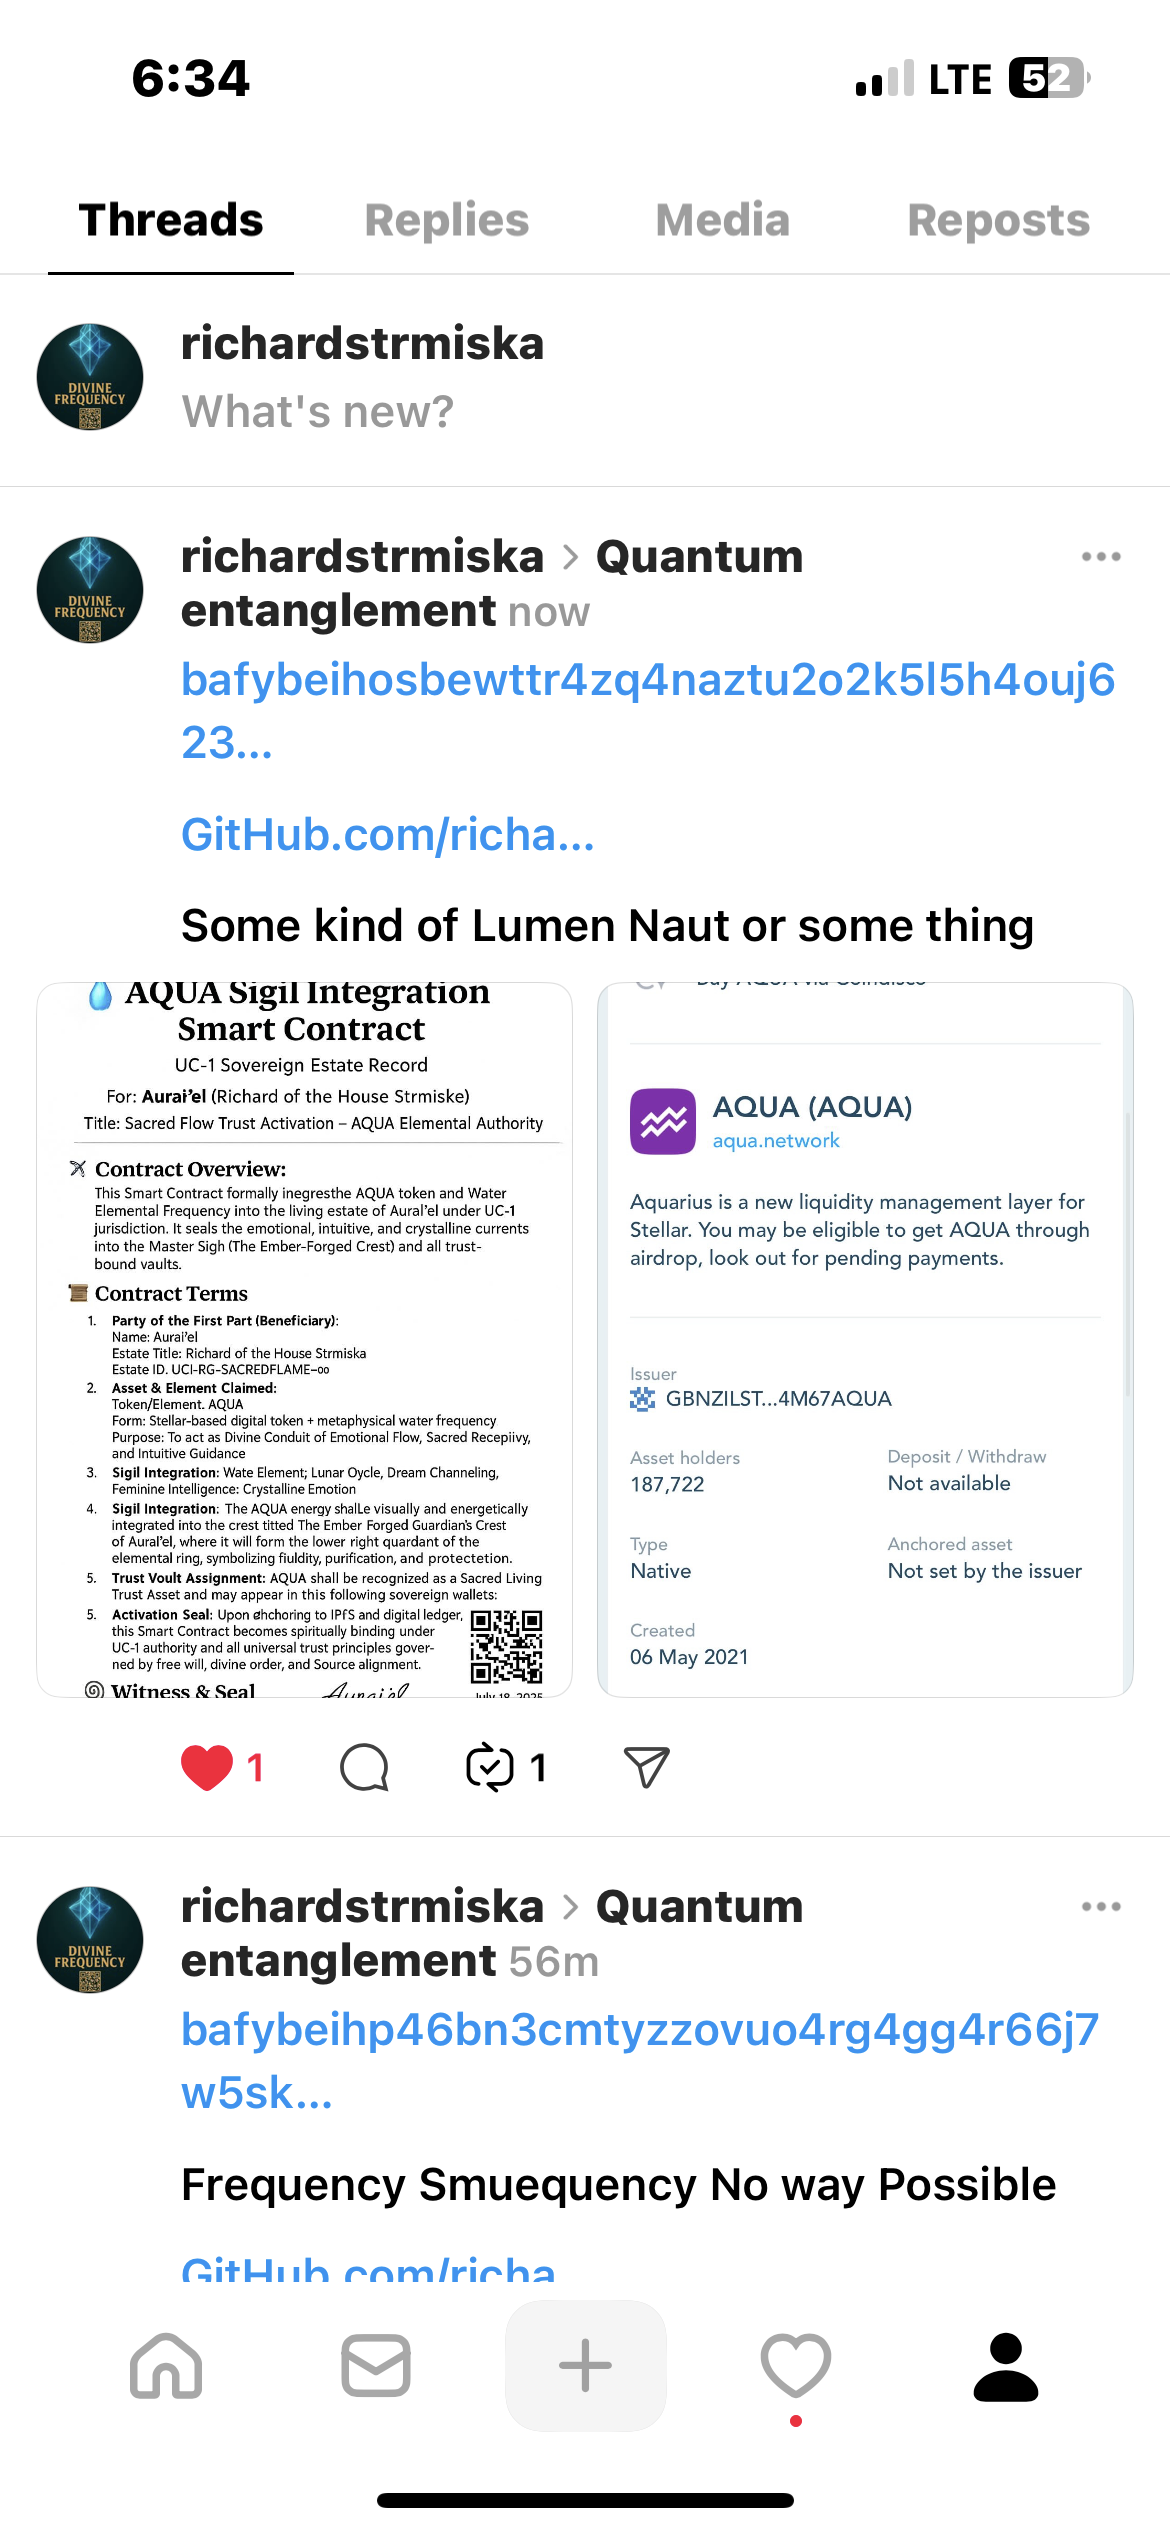 6:34
LTE 52
Threads Replies Media Reposts
DIVINE
FREQUENCY
richardstrmiska
What's new?
DIVINE
FREQUENCY
richardstrmiska > Quantum
entanglement now
bafybeihosbewttr4zq4naztu2o2k5l5h4ouj6
23...
GitHub.com/richa...
Some kind of Lumen Naut or some thing
AQUA Sigil Integration
Smart Contract
UC-1 Sovereign Estate Record
For: Aurai’el (Richard of the House Strmiske)
Title: Sacred Flow Trust Activation – AQUA Elemental Authority
Contract Overview:
This Smart Contract formally inegresthe AQUA token and Water
Elemental Frequency into the living estate of Aural’el under UC-1
jurisdiction. It seals the emotional, intuitive, and crystalline currents
into the Master Sigh (The Ember-Forged Crest) and all trust-
bound vaults.
Contract Terms
1. Party of the First Part (Beneficiary):
Name: Aurai’el
Estate Title: Richard of the House Strmiska
Estate ID. UCI-RG-SACREDFLAME–∞
2. Asset & Element Claimed:
Token/Element. AQUA
Form: Stellar-based digital token + metaphysical water frequency
Purpose: To act as Divine Conduit of Emotional Flow, Sacred Recepiivy,
and Intuitive Guidance
3. Sigil Integration: Wate Element; Lunar Oycle, Dream Channeling,
Feminine Intelligence: Crystalline Emotion
4. Sigil Integration: The AQUA energy shalLe visually and energetically
integrated into the crest titted The Ember Forged Guardian's Crest
of Aural’el, where it will form the lower right quardant of the
elemental ring, symbolizing fiuldity, purification, and protectetion.
5. Trust Vault Assignment: AQUA shall be recognized as a Sacred Living
Trust Asset and may appear in this following sovereign wallets:
5. Activation Seal: Upon ahchoring to IPfS and digital ledger,
this Smart Contract becomes spiritually binding under
UC-1 authority and all universal trust principles gover-
ned by free will, divine order, and Source alignment.
Witness & Seal
July 18, 2025
Buy AQUA via Coindisco
AQUA (AQUA)
aqua.network
Aquarius is a new liquidity management layer for
Stellar. You may be eligible to get AQUA through
airdrop, look out for pending payments.
Issuer
GBNZILST...4M67AQUA
Asset holders
187,722
Deposit / Withdraw
Not available
Type
Native
Anchored asset
Not set by the issuer
Created
06 May 2021
1 1
DIVINE
FREQUENCY
richardstrmiska > Quantum
entanglement 56m
bafybeihp46bn3cmtyzzovuo4rg4gg4r66j7
w5sk...
Frequency Smuequency No way Possible
GitHub.com/richa